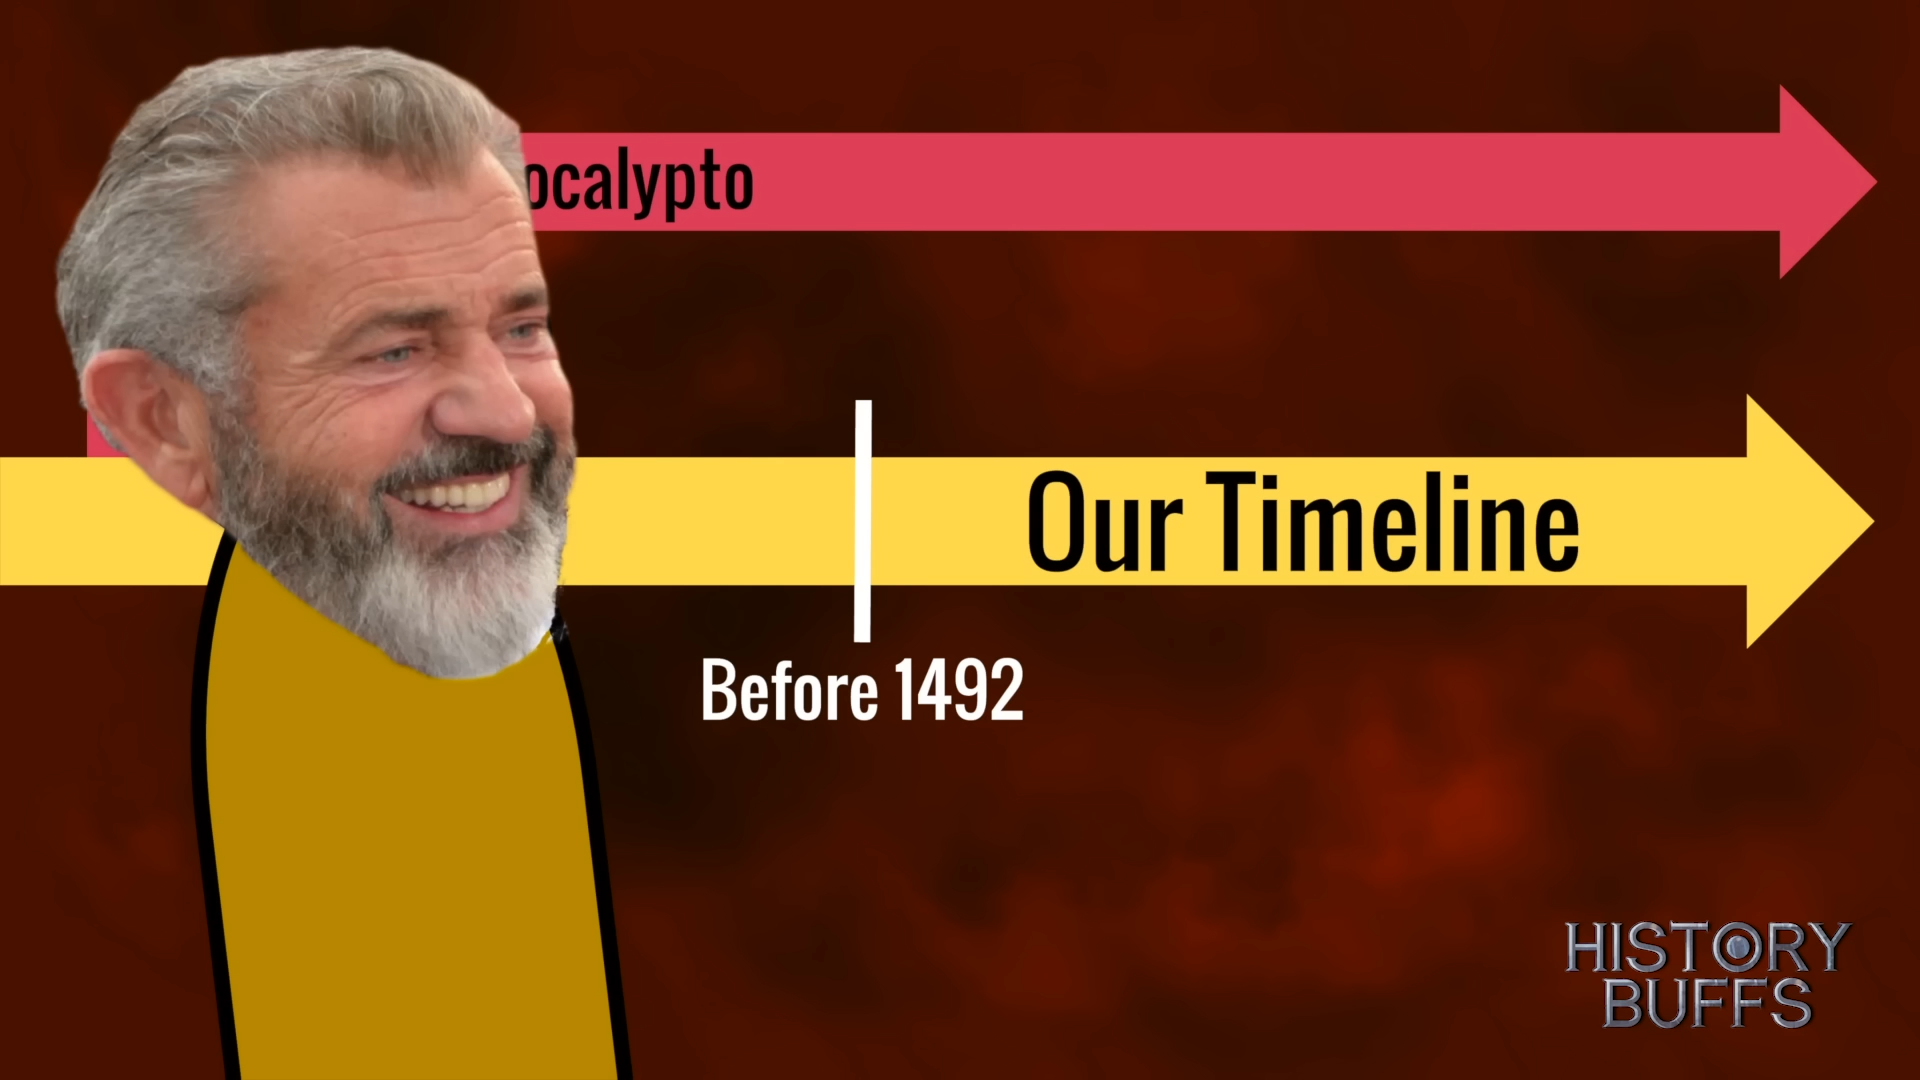 ocalypto
Our Timeline
Before 1492
HISTORY
BUFFS